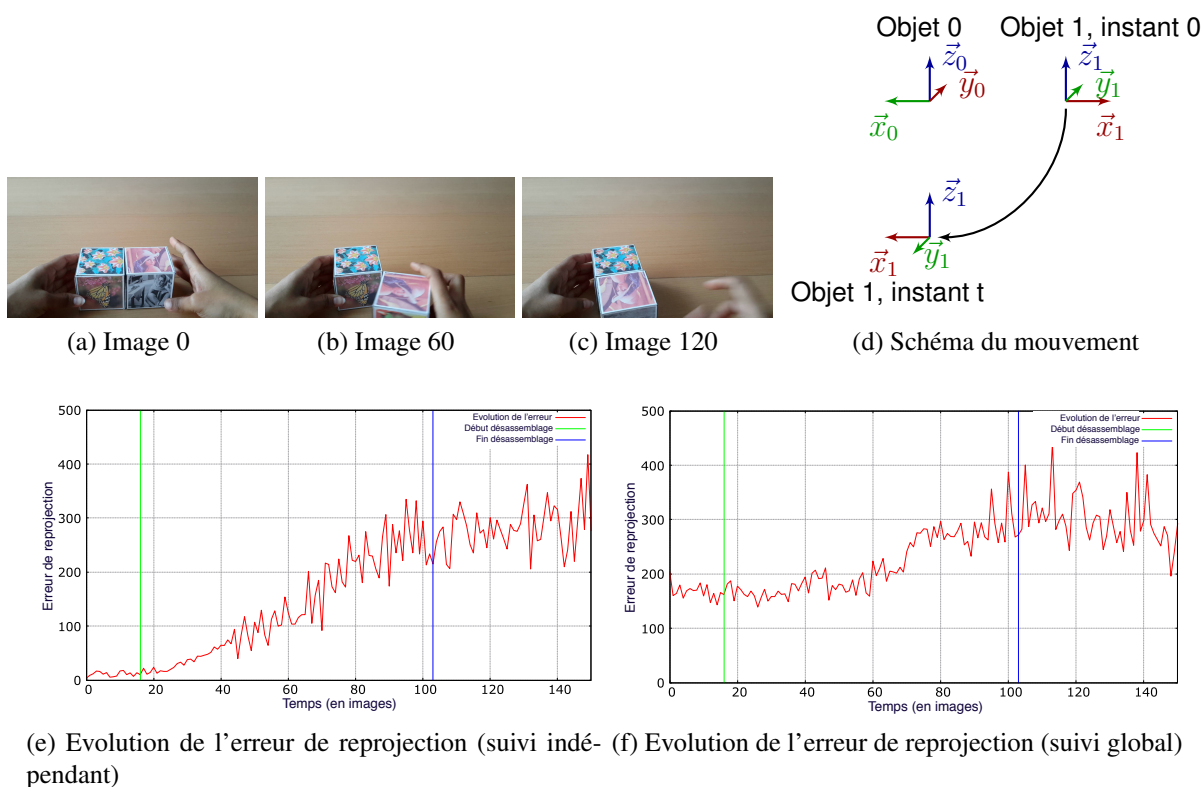 Objet 0
Objet 1, instant 0
z⃗0
y⃗0
x⃗0
z⃗1
y⃗1
x⃗1
z⃗1
x⃗1
y⃗1
Objet 1, instant t
(a) Image 0
(b) Image 60
(c) Image 120
(d) Schéma du mouvement
500
400
300
200
100
0
0 20 40 60 80 100 120 140
Erreur de reprojection
Temps (en images)
Evolution de l'erreur
Début désassemblage
Fin désassemblage
500
400
300
200
100
0
0 20 40 60 80 100 120 140
Erreur de reprojection
Temps (en images)
Evolution de l'erreur
Début désassemblage
Fin désassemblage
(e) Evolution de l'erreur de reprojection (suivi indé-
pendant)
(f) Evolution de l'erreur de reprojection (suivi global)